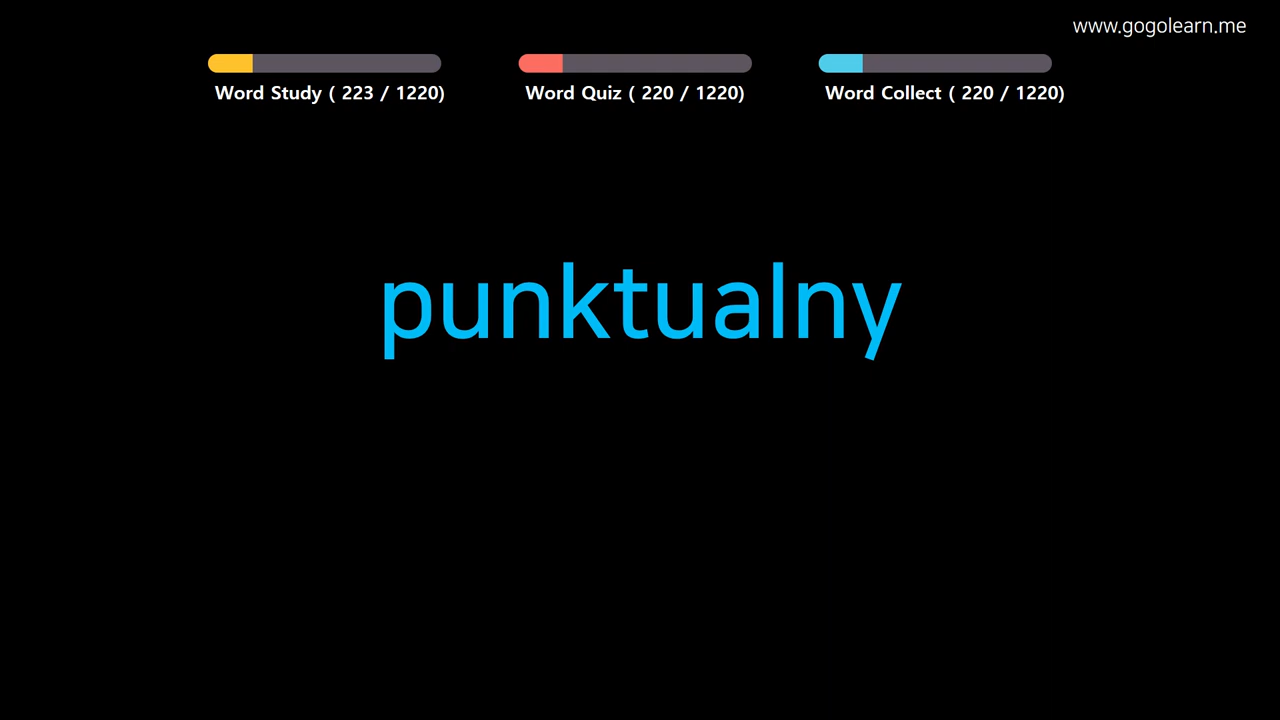 www.gogolearn.me
Word Study ( 223 / 1220)
Word Quiz ( 220 / 1220)
Word Collect ( 220 / 1220)
punktualny